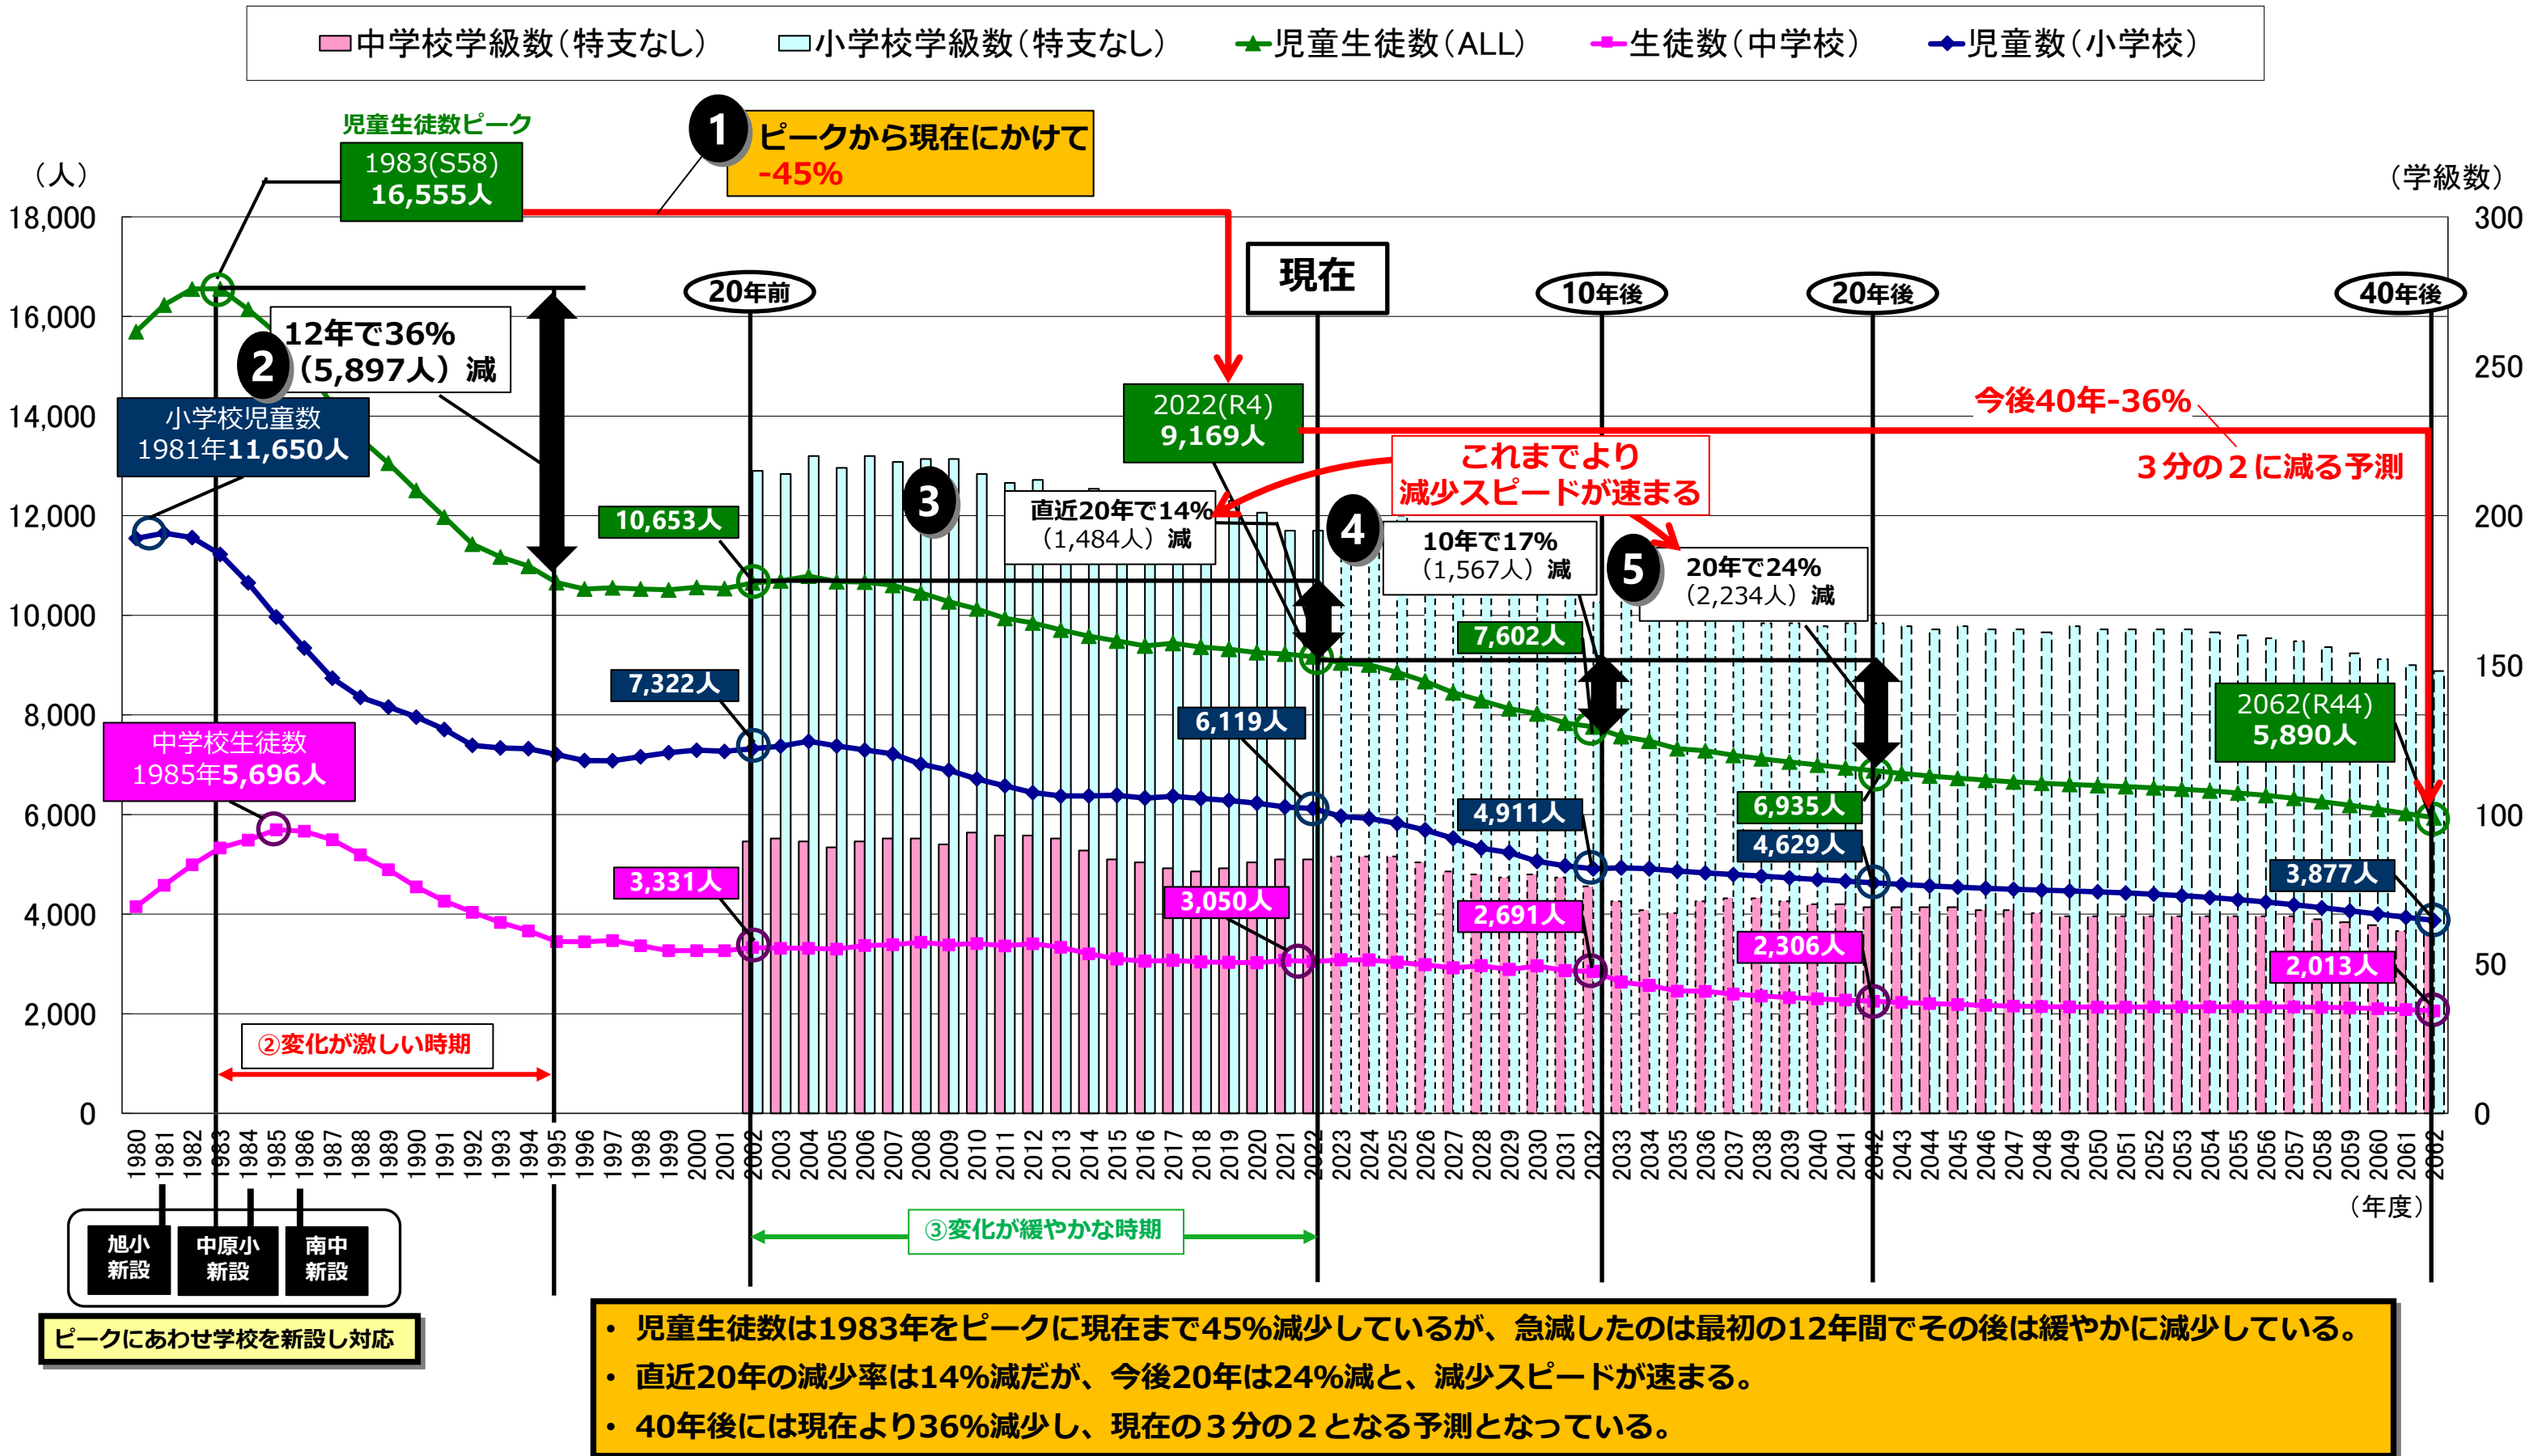 中学校学級数（特支なし）
小学校学級数（特支なし）
児童生徒数（ALL）
生徒数（中学校）
児童数（小学校）
児童生徒数ピーク
1983(S58)
16,555人
1
ピークから現在にかけて
-45%
（人）
（学級数）
18,000
16,000
14,000
12,000
10,000
8,000
6,000
4,000
2,000
0
300
250
200
150
100
50
0
20年前
現在
10年後
20年後
40年後
2
12年で36%
（5,897人）減
小学校児童数
1981年11,650人
中学校生徒数
1985年5,696人
2022(R4)
9,169人
今後40年-36%
３分の２に減る予測
これまでより
減少スピードが速まる
3
直近20年で14%
（1,484人）減
4
10年で17%
（1,567人）減
5
20年で24%
（2,234人）減
10,653人
7,322人
3,331人
6,119人
3,050人
7,602人
4,911人
2,691人
6,935人
4,629人
2,306人
2062(R44)
5,890人
3,877人
2,013人
②変化が激しい時期
1980
1981
1982
1983
1984
1985
1986
1987
1988
1989
1990
1991
1992
1993
1994
1995
1996
1997
1998
1999
2000
2001
2002
2003
2004
2005
2006
2007
2008
2009
2010
2011
2012
2013
2014
2015
2016
2017
2018
2019
2020
2021
2022
2023
2024
2025
2026
2027
2028
2029
2030
2031
2032
2033
2034
2035
2036
2037
2038
2039
2040
2041
2042
2043
2044
2045
2046
2047
2048
2049
2050
2051
2052
2053
2054
2055
2056
2057
2058
2059
2060
2061
2062
（年度）
③変化が緩やかな時期
旭小
新設
中原小
新設
南中
新設
ピークにあわせ学校を新設し対応
・ 児童生徒数は1983年をピークに現在まで45%減少しているが、急減したのは最初の12年間でその後は緩やかに減少している。
・ 直近20年の減少率は14%減だが、今後20年は24%減と、減少スピードが速まる。
・ 40年後には現在より36%減少し、現在の３分の２となる予測となっている。